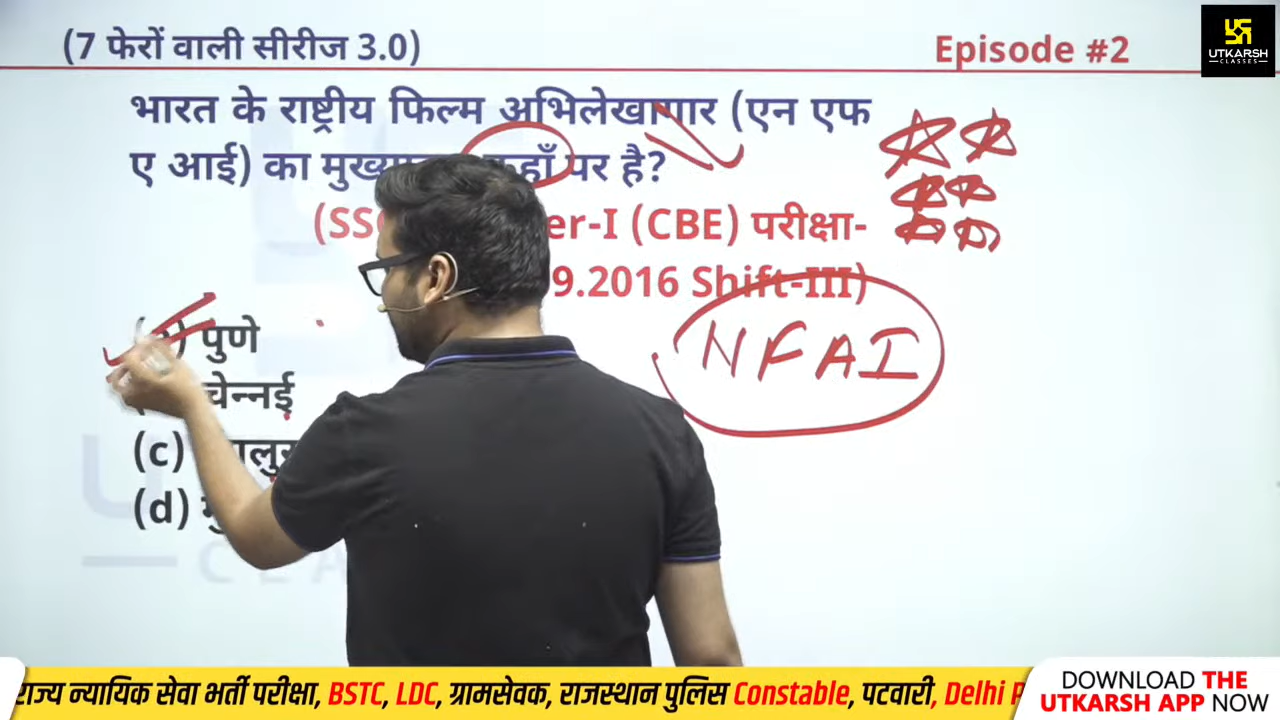 (7 फेरों वाली सीरीज 3.0)
Episode #2
UTKARSH
CLASSES
भारत के राष्ट्रीय फिल्म अभिलेखागार (एन एफ
ए आई) का कहाँ पर है?
(CBE) परीक्षा-
9.2016 Shift-III)
पुणे
चेन्नई
(c)
(d)
NFAI
राज्य न्यायिक सेवा भर्ती परीक्षा, BSTC, LDC, ग्रामसेवक, राजस्थान पुलिस Constable, पटवारी, Delhi
DOWNLOAD THE
UTKARSH APP NOW